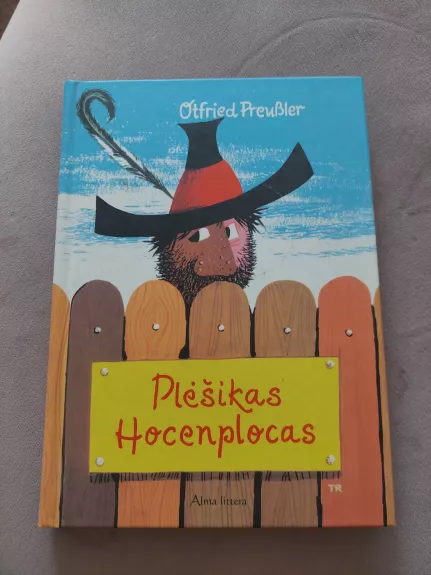 Otfried Preußler
Plėšikas
Hocenplocas
TR
Alma littera